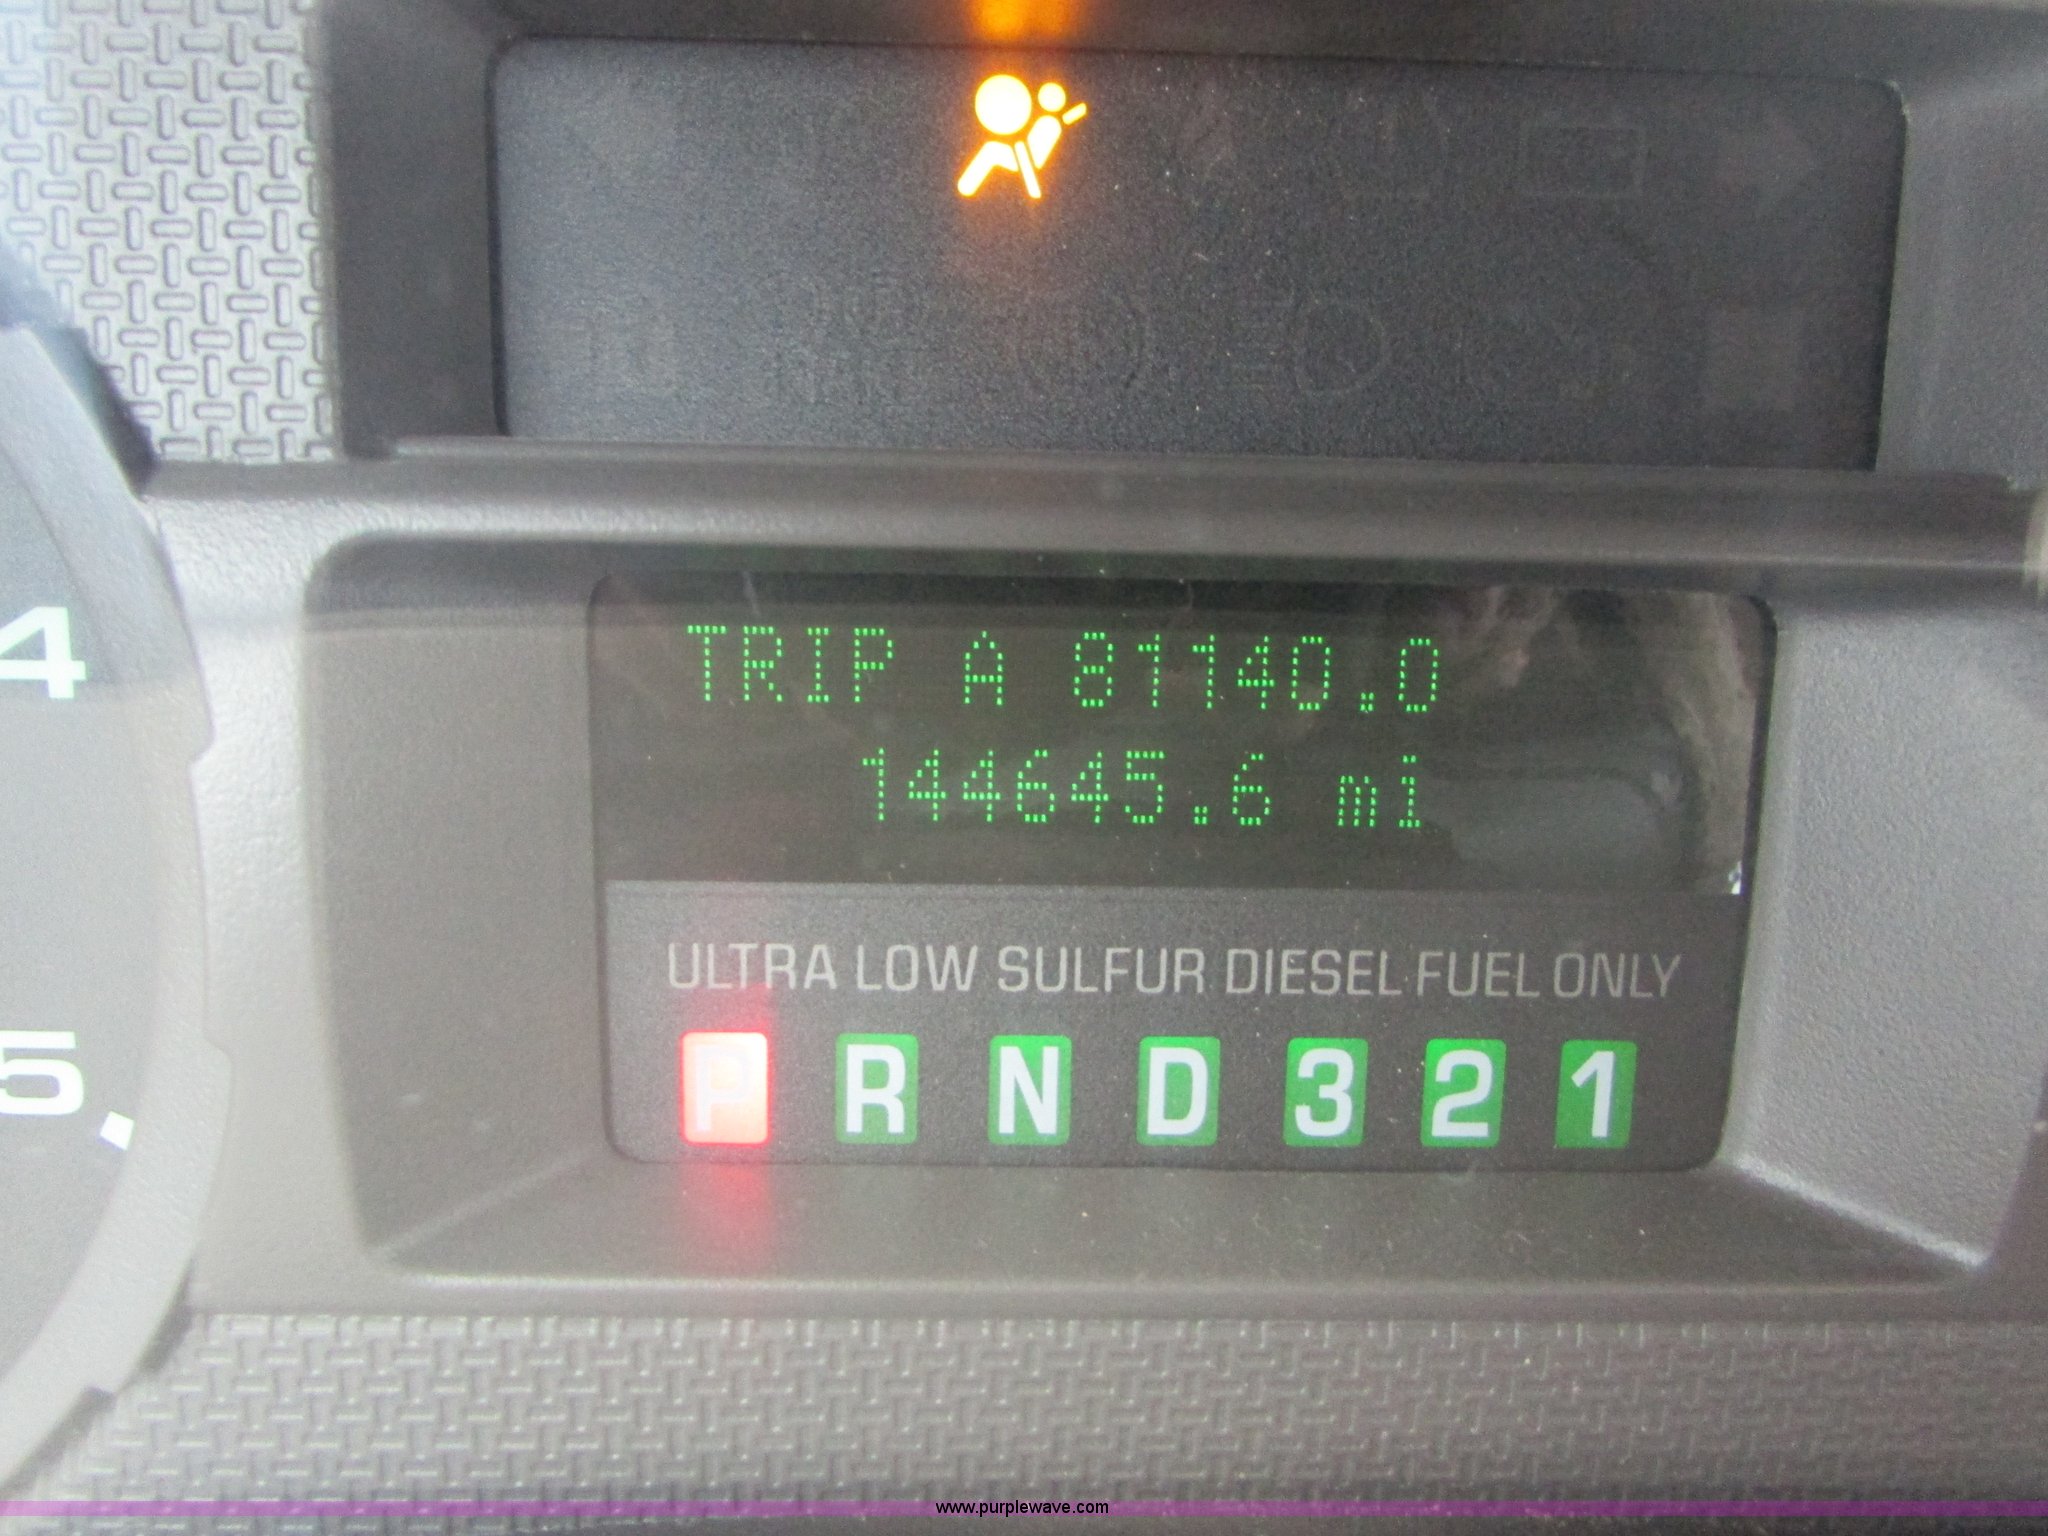 TRIP A 81140.0
144645.6 mi
4
ULTRA LOW SULFUR DIESEL FUEL ONLY
P R N D 3 2 1
5
www.purplewave.com